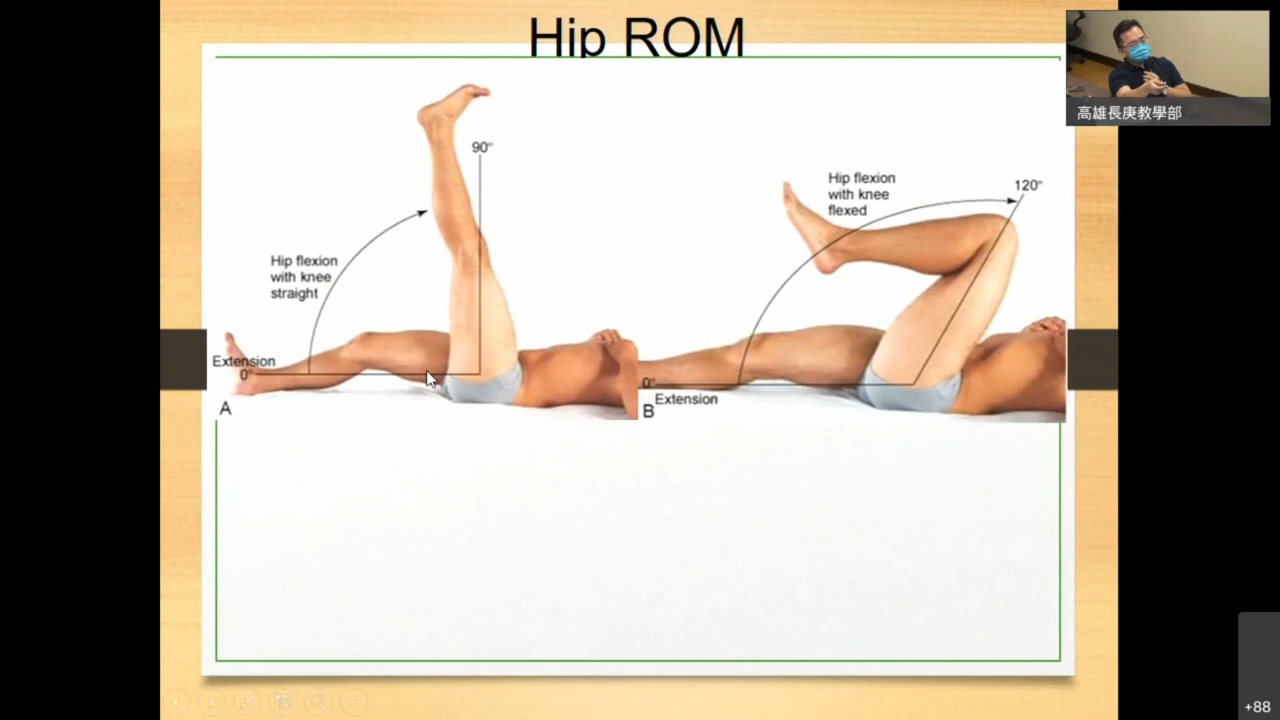 Hip ROM
高雄長庚教學部
90°
Hip flexion
with knee
straight
Extension
0°
A
Hip flexion
with knee
flexed
120°
0°
Extension
B
+88